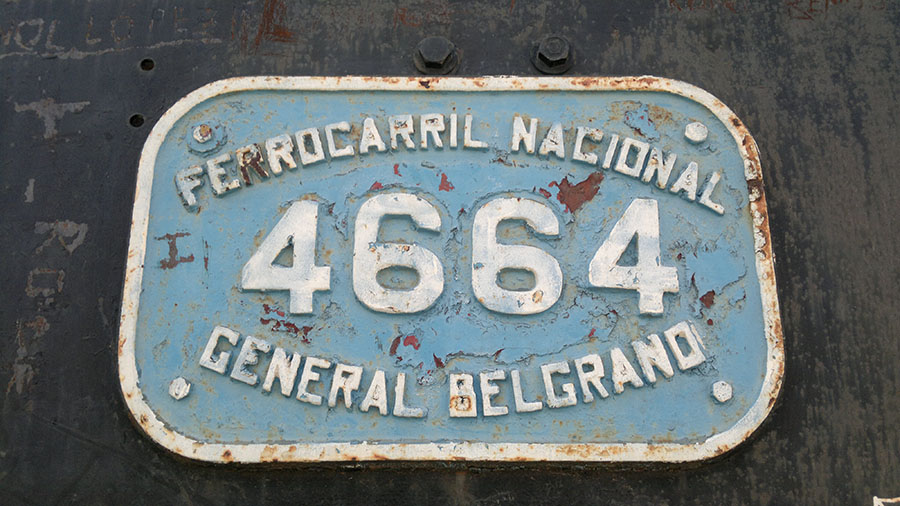 FERROCARRIL NACIONAL
4664
GENERAL BELGRANO